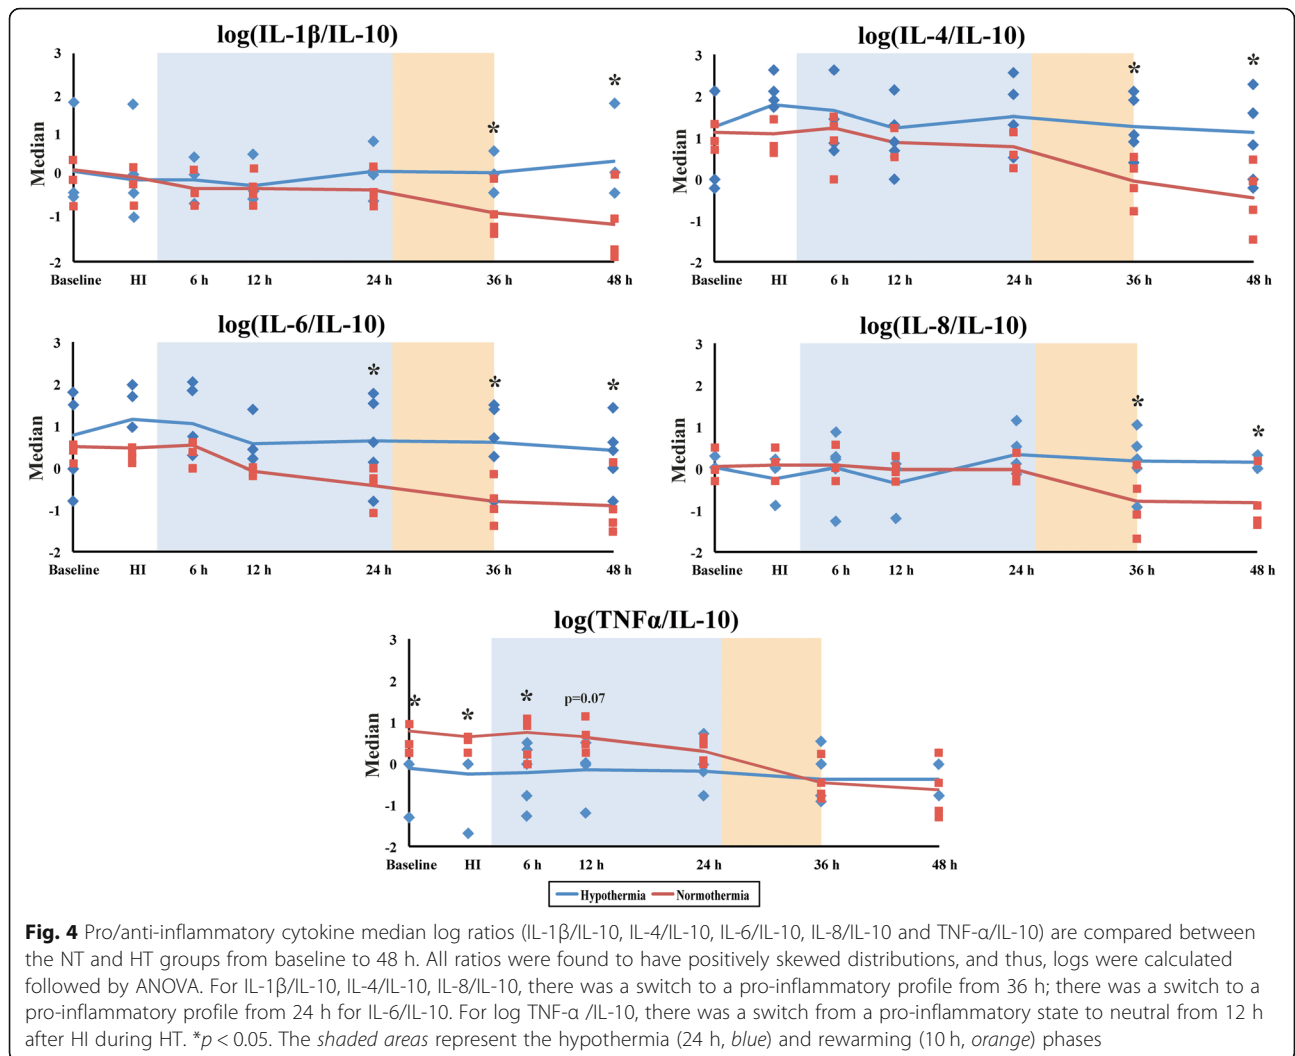 log(IL-1β/IL-10)
3
2
1
0
-1
-2
Median
*
*
Baseline HI 6 h 12 h 24 h 36 h 48 h
log(IL-4/IL-10)
3
2
1
0
-1
-2
Median
*
*
Baseline HI 6 h 12 h 24 h 36 h 48 h
log(IL-6/IL-10)
3
2
1
0
-1
-2
Median
*
*
*
Baseline HI 6 h 12 h 24 h 36 h 48 h
log(IL-8/IL-10)
3
2
1
0
-1
-2
Median
*
*
Baseline HI 6 h 12 h 24 h 36 h 48 h
log(TNFα/IL-10)
3
2
1
0
-1
-2
Median
*
*
*
p=0.07
Baseline HI 6 h 12 h 24 h 36 h 48 h
Hypothermia Normothermia
Fig. 4 Pro/anti-inflammatory cytokine median log ratios (IL-1β/IL-10, IL-4/IL-10, IL-6/IL-10, IL-8/IL-10 and TNF-α/IL-10) are compared between
the NT and HT groups from baseline to 48 h. All ratios were found to have positively skewed distributions, and thus, logs were calculated
followed by ANOVA. For IL-1β/IL-10, IL-4/IL-10, IL-8/IL-10, there was a switch to a pro-inflammatory profile from 36 h; there was a switch to a
pro-inflammatory profile from 24 h for IL-6/IL-10. For log TNF-α /IL-10, there was a switch from a pro-inflammatory state to neutral from 12 h
after HI during HT. *p < 0.05. The shaded areas represent the hypothermia (24 h, blue) and rewarming (10 h, orange) phases